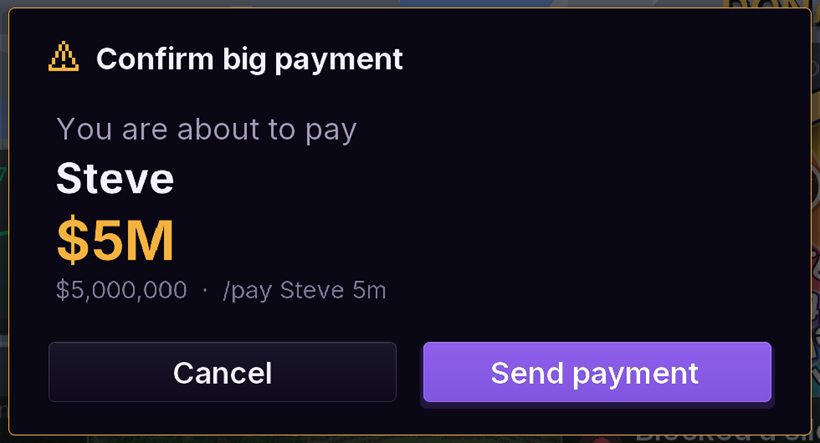 Confirm big payment
You are about to pay
Steve
$5M
$5,000,000 · /pay Steve 5m
Cancel
Send payment